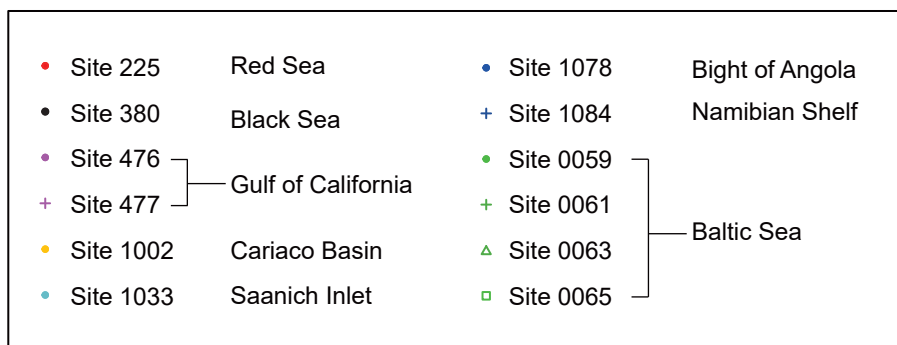 Site 225 Red Sea
Site 380 Black Sea
Site 476
Gulf of California
Site 477
Site 1002 Cariaco Basin
Site 1033 Saanich Inlet
Site 1078 Bight of Angola
Site 1084 Namibian Shelf
Site 0059
Site 0061
Baltic Sea
Site 0063
Site 0065